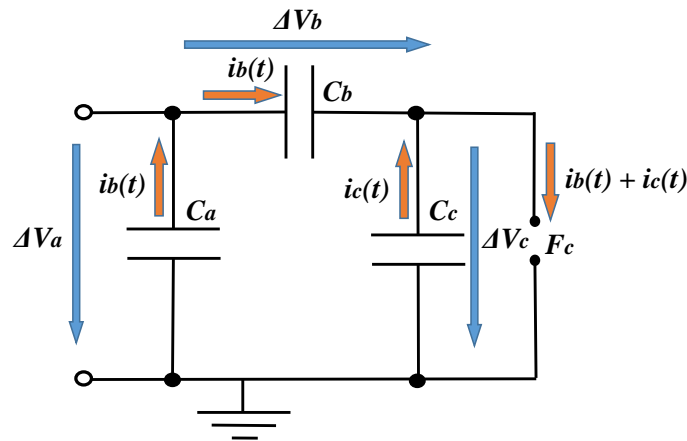 ΔVb
ib(t)
Cb
ib(t)
Ca
ic(t)
Cc
ib(t) + ic(t)
ΔVa
ΔVc
Fc